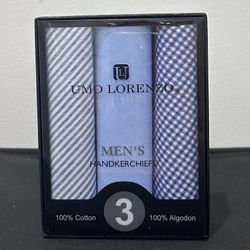 UMO LORENZO
MEN'S
HANDKERCHIEFS
3
100% Cotton
100% Algodon